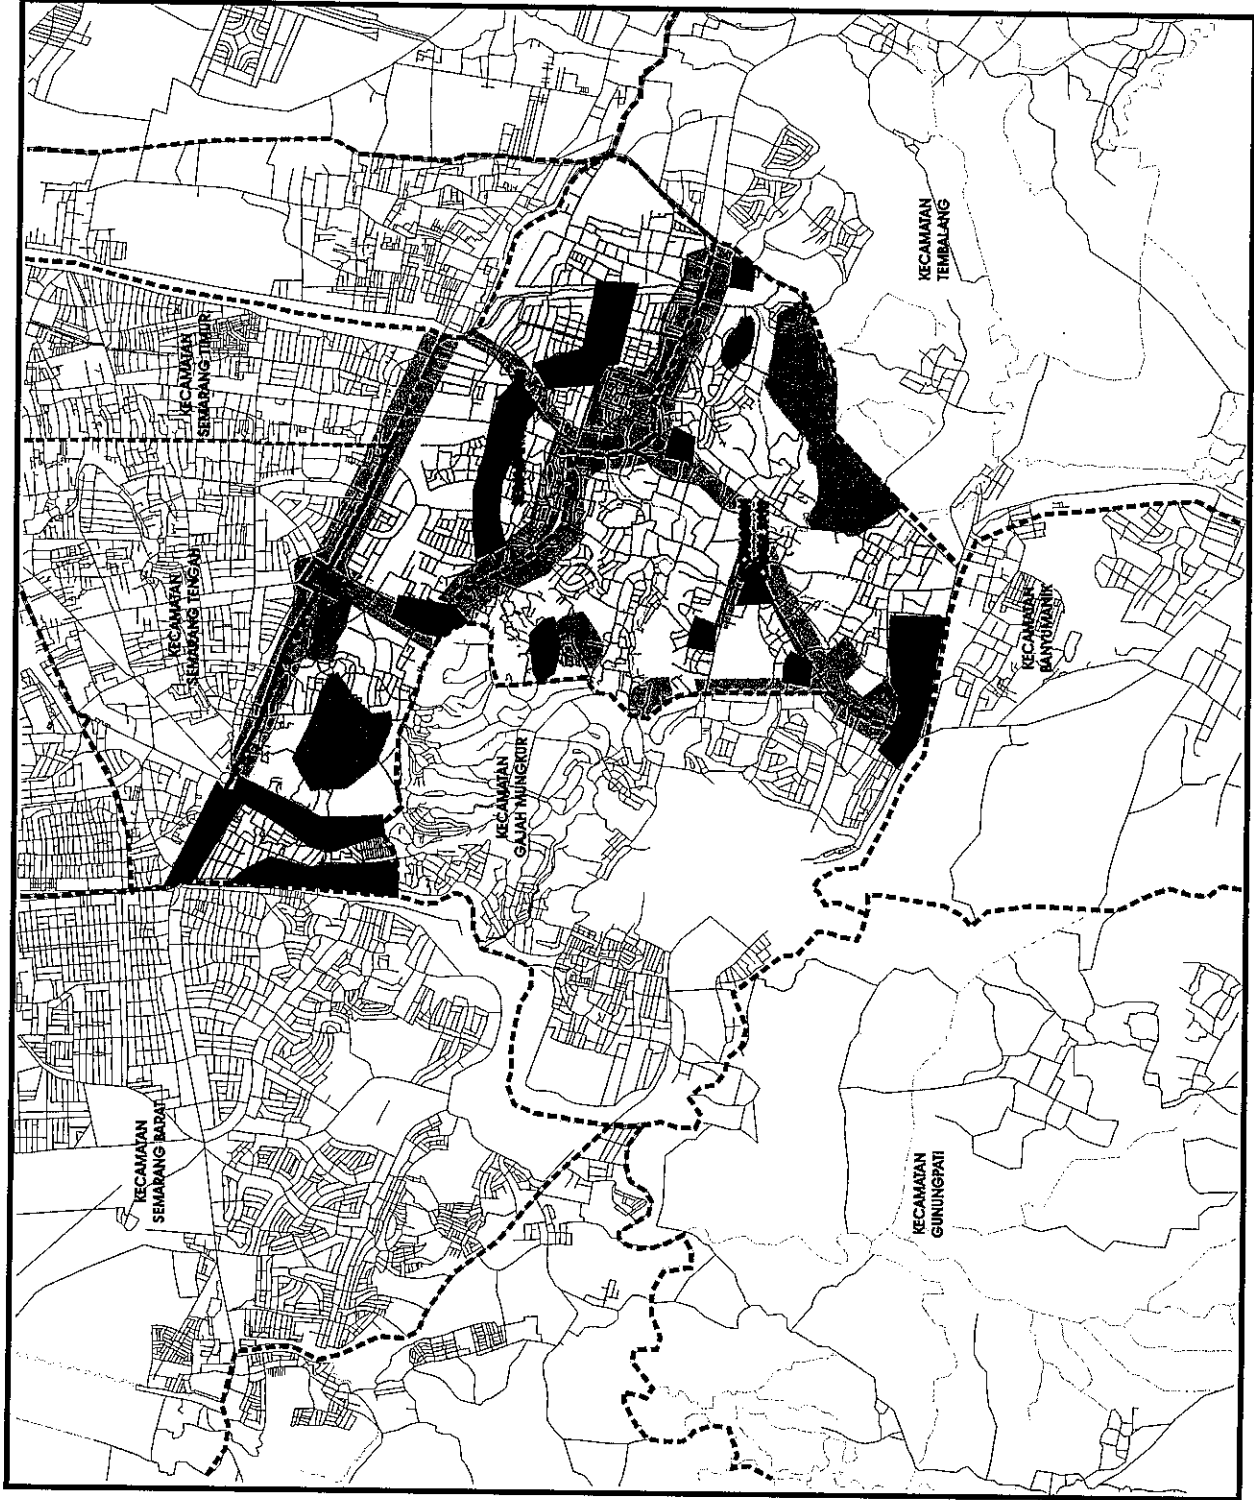 KECAMATAN
SEMARANG TIMUR
KECAMATAN
SEMARANG TENGAH
KECAMATAN
TEMBALANG
KECAMATAN
GAJAH MUNGKUR
KECAMATAN
BANYUMANIK
KECAMATAN
SEMARANG BARAT
KECAMATAN
GUNUNGPATI